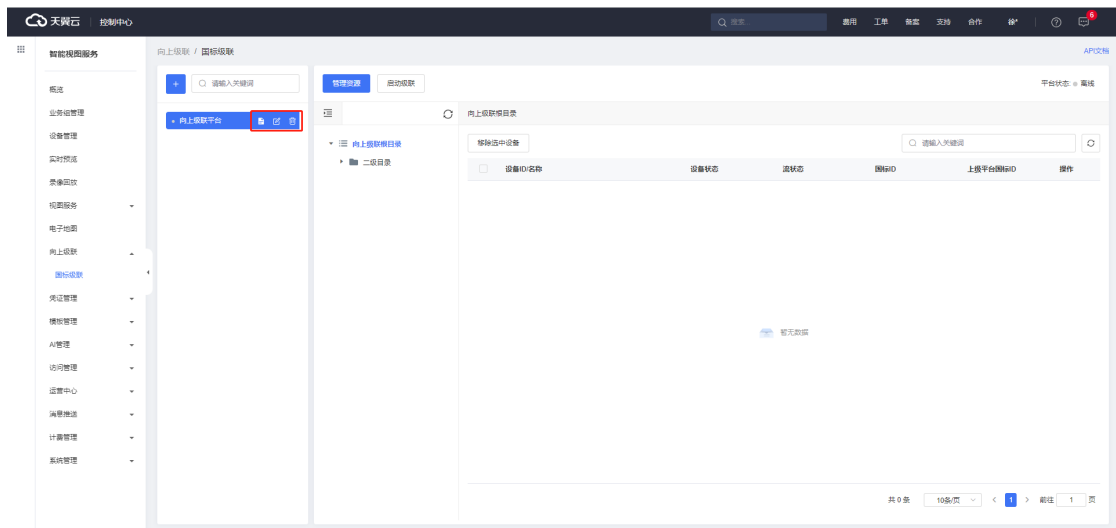 天翼云 控制中心 搜索... 费用 工单 备案 支持 合作 徐* 6
智能视图服务
向上级联 / 国标级联 API文档
概览
业务组管理
设备管理
实时预览
录像回放
视图服务
电子地图
向上级联
国标级联
凭证管理
模板管理
AI管理
访问管理
运营中心
消息推送
计费管理
系统管理
+ 请输入关键词
向上级联平台
管理资源 启动级联 平台状态: 离线
向上级联根目录
二级目录
向上级联根目录
移除选中设备 请输入关键词
设备ID/名称 设备状态 流状态 国标ID 上级平台国标ID 操作
暂无数据
共 0 条 10条/页 < 1 > 前往 1 页